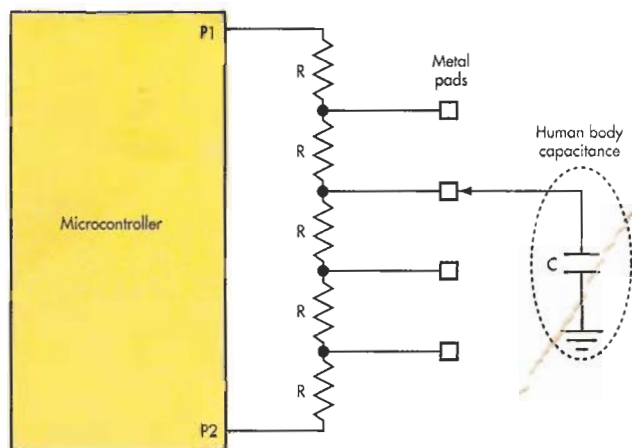 P1
R
Metal
pads
R
Human body
capacitance
Microcontroller
R
C
R
R
P2